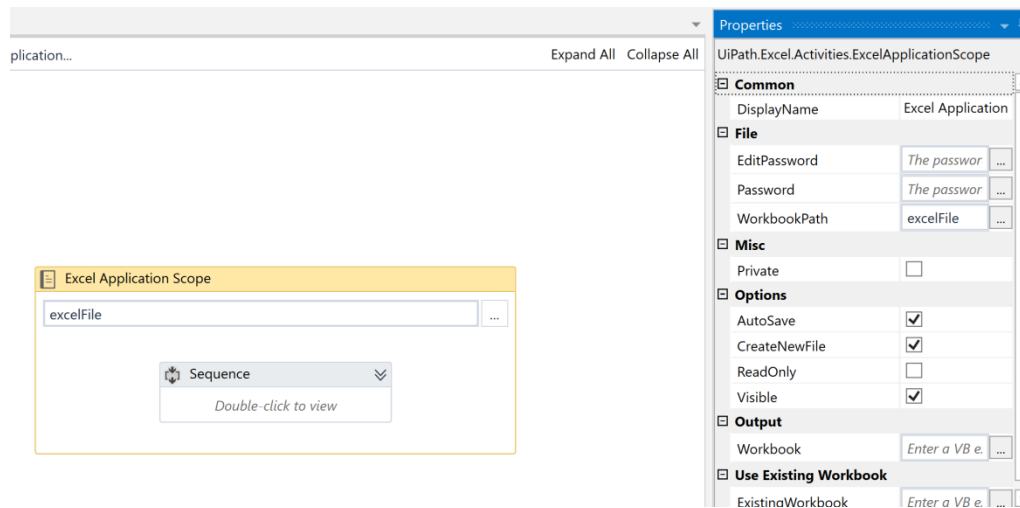 Properties
plication...
Expand All Collapse All
UiPath.Excel.Activities.ExcelApplicationScope
Common
DisplayName Excel Application
File
EditPassword The passwor ...
Password The passwor ...
WorkbookPath excelFile ...
Misc
Private
Options
AutoSave
CreateNewFile
ReadOnly
Visible
Output
Workbook Enter a VB e. ...
Use Existing Workbook
ExistingWorkbook Enter a VB e. ...
Excel Application Scope
excelFile ...
Sequence
Double-click to view